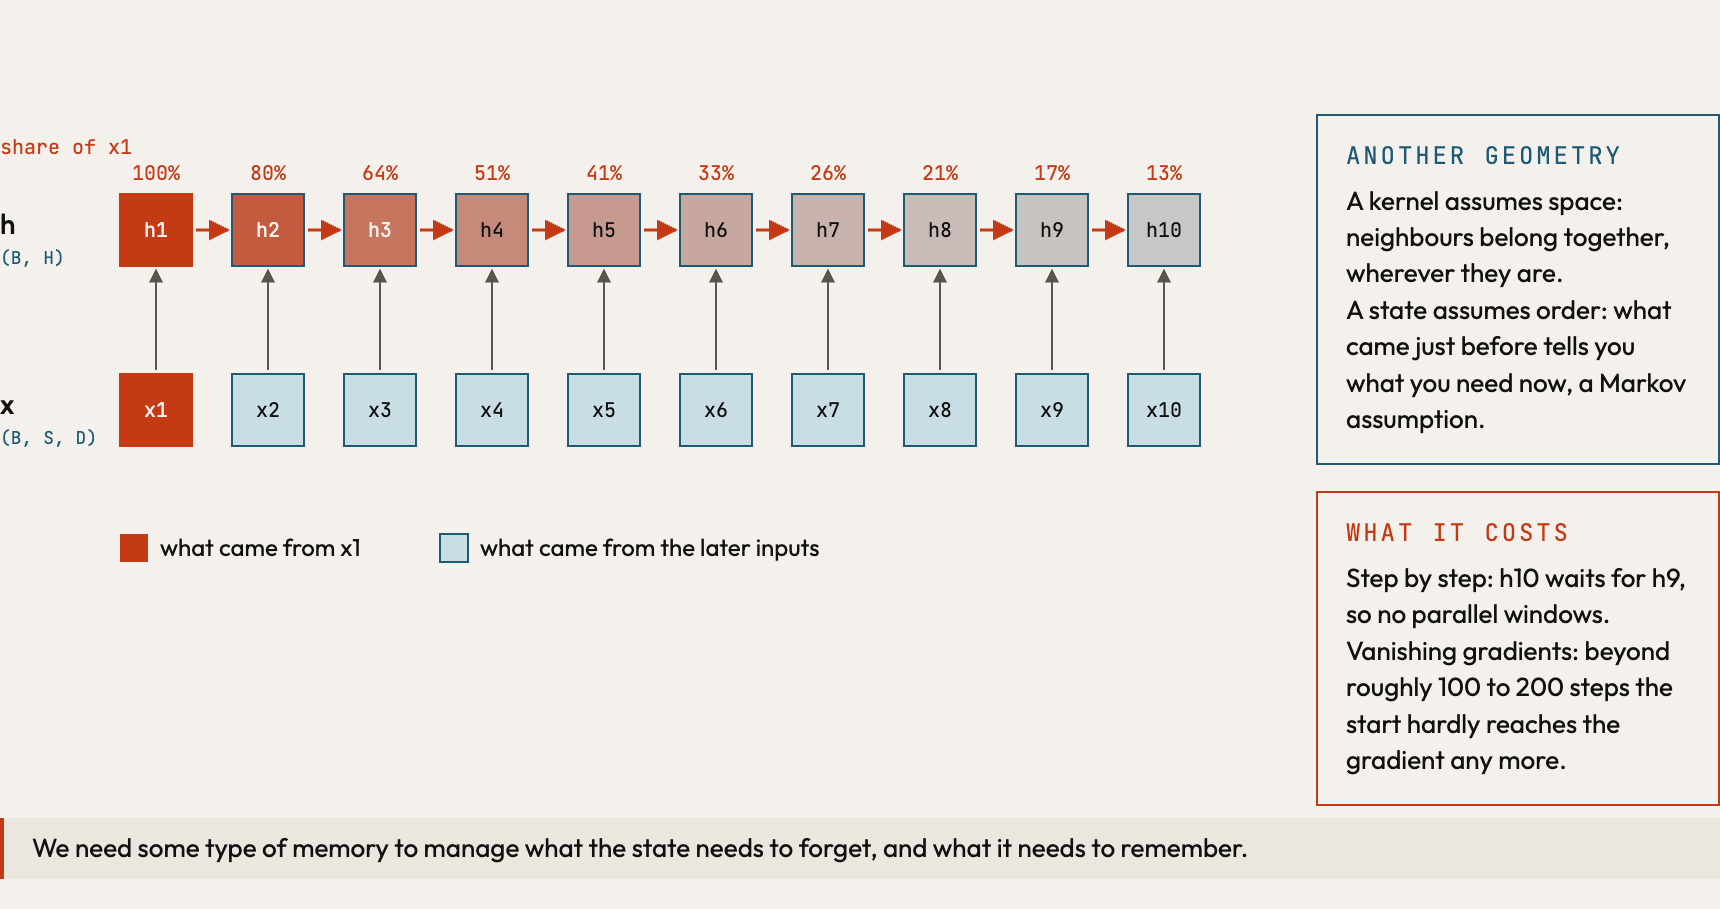 share of x1
100% 80% 64% 51% 41% 33% 26% 21% 17% 13%
h h1 h2 h3 h4 h5 h6 h7 h8 h9 h10
(B, H)
x x1 x2 x3 x4 x5 x6 x7 x8 x9 x10
(B, S, D)
what came from x1 what came from the later inputs
ANOTHER GEOMETRY
A kernel assumes space:
neighbours belong together,
wherever they are.
A state assumes order: what
came just before tells you
what you need now, a Markov
assumption.
WHAT IT COSTS
Step by step: h10 waits for h9,
so no parallel windows.
Vanishing gradients: beyond
roughly 100 to 200 steps the
start hardly reaches the
gradient any more.
We need some type of memory to manage what the state needs to forget, and what it needs to remember.